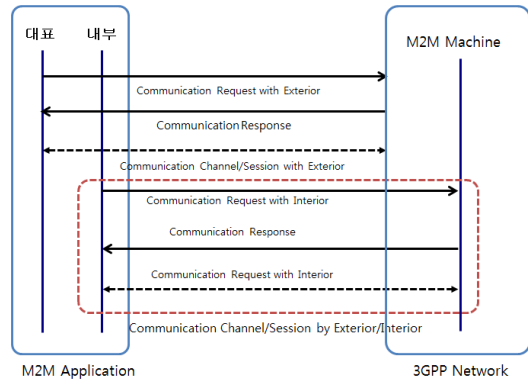 대표 내부
M2M Machine
Communication Request with Exterior
Communication Response
Communication Channel/Session with Exterior
Communication Request with Interior
Communication Response
Communication Request with Interior
Communication Channel/Session by Exterior/Interior
M2M Application
3GPP Network